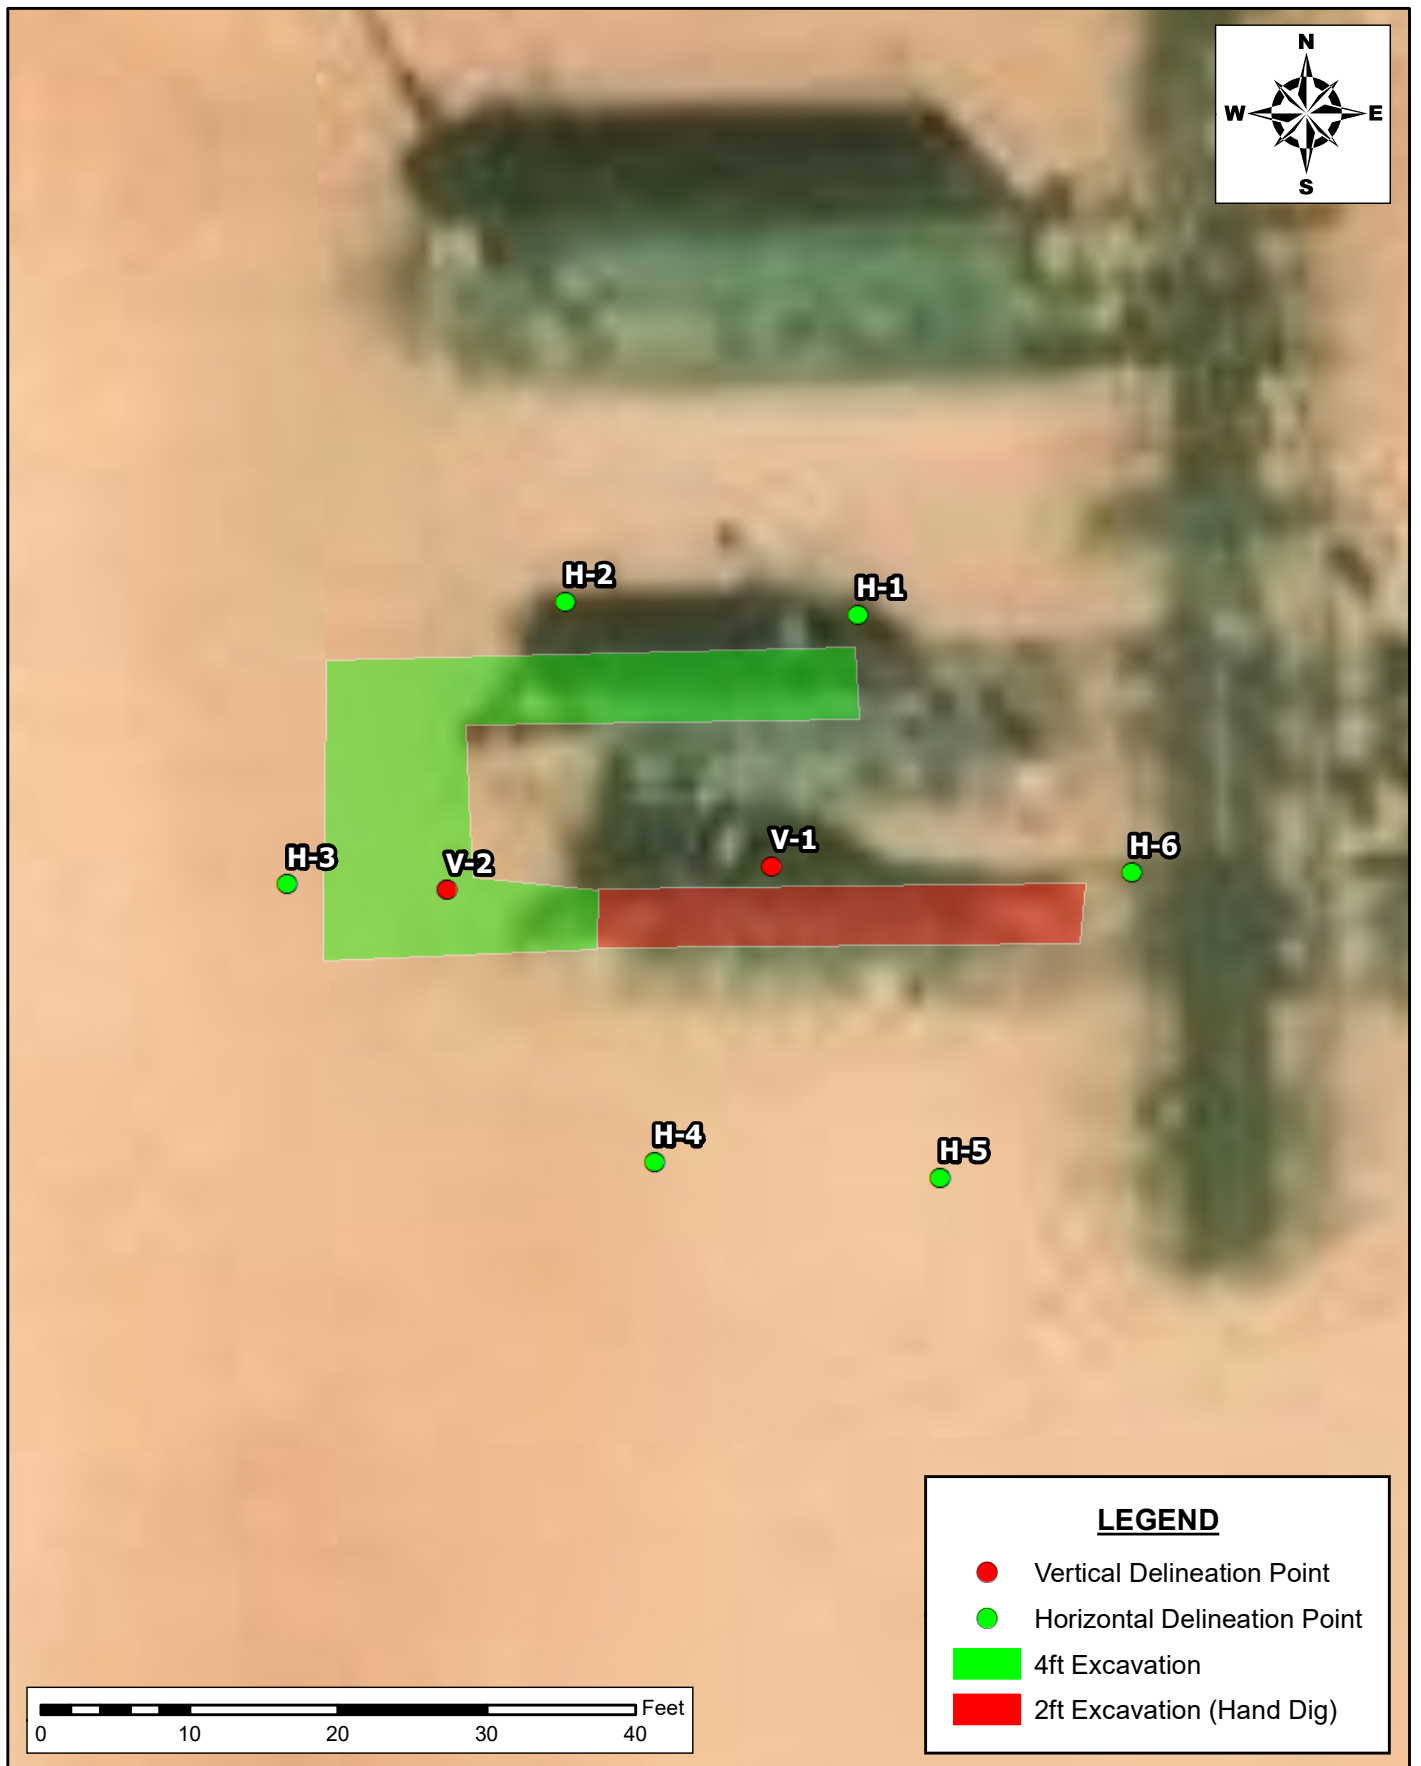 N
W E
S
H-2
H-1
V-1
H-6
H-3
V-2
H-4
H-5
LEGEND
Vertical Delineation Point
Horizontal Delineation Point
4ft Excavation
2ft Excavation (Hand Dig)
Feet
0 10 20 30 40